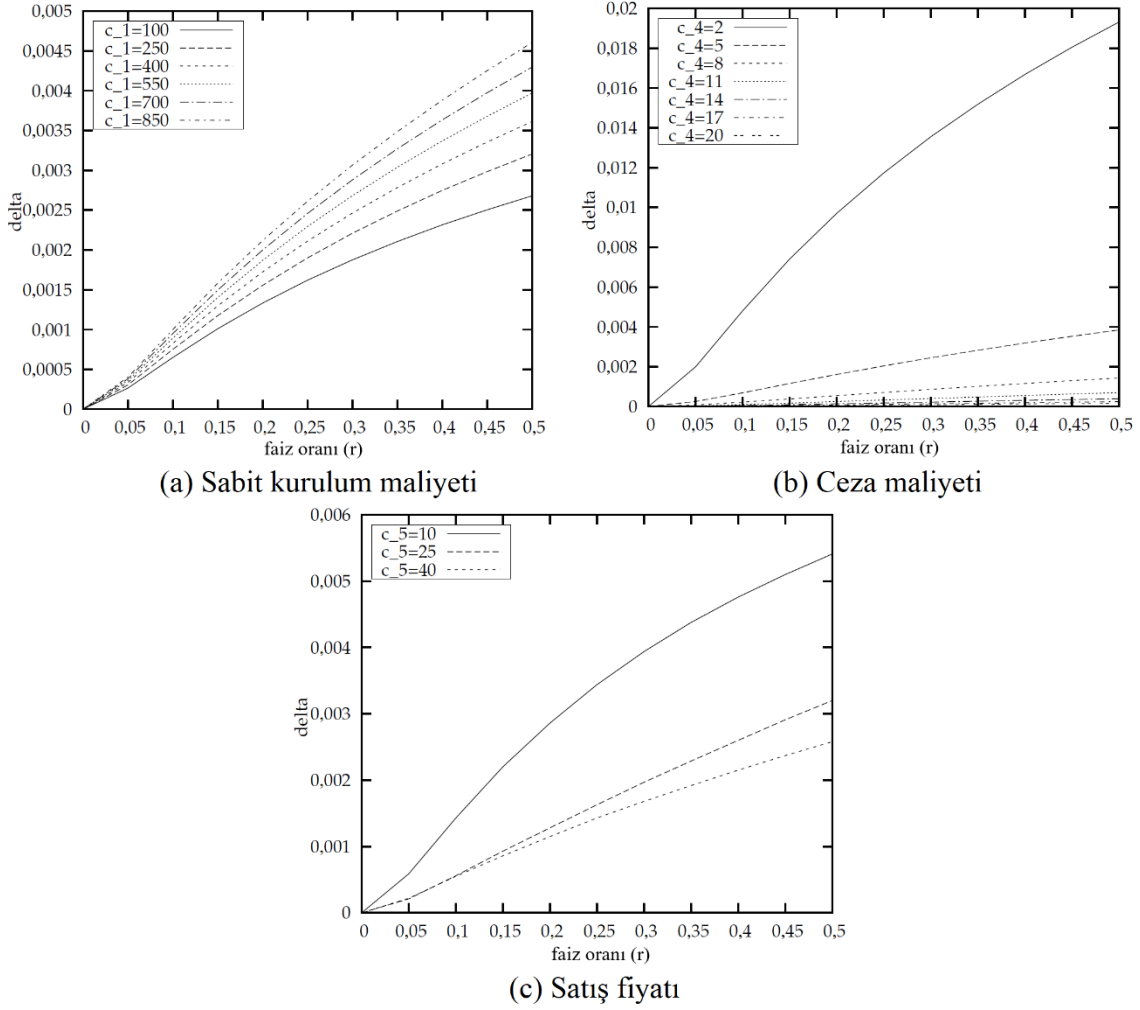 0,005
0,0045
0,004
0,0035
0,003
0,0025
0,002
0,0015
0,001
0,0005
0
delta
c_1=100
c_1=250
c_1=400
c_1=550
c_1=700
c_1=850
0 0,05 0,1 0,15 0,2 0,25 0,3 0,35 0,4 0,45 0,5
faiz oranı (r)
(a) Sabit kurulum maliyeti
0,02
0,018
0,016
0,014
0,012
0,01
0,008
0,006
0,004
0,002
0
delta
c_4=2
c_4=5
c_4=8
c_4=11
c_4=14
c_4=17
c_4=20
0 0,05 0,1 0,15 0,2 0,25 0,3 0,35 0,4 0,45 0,5
faiz oranı (r)
(b) Ceza maliyeti
0,006
0,005
0,004
0,003
0,002
0,001
0
delta
c_5=10
c_5=25
c_5=40
0 0,05 0,1 0,15 0,2 0,25 0,3 0,35 0,4 0,45 0,5
faiz oranı (r)
(c) Satış fiyatı